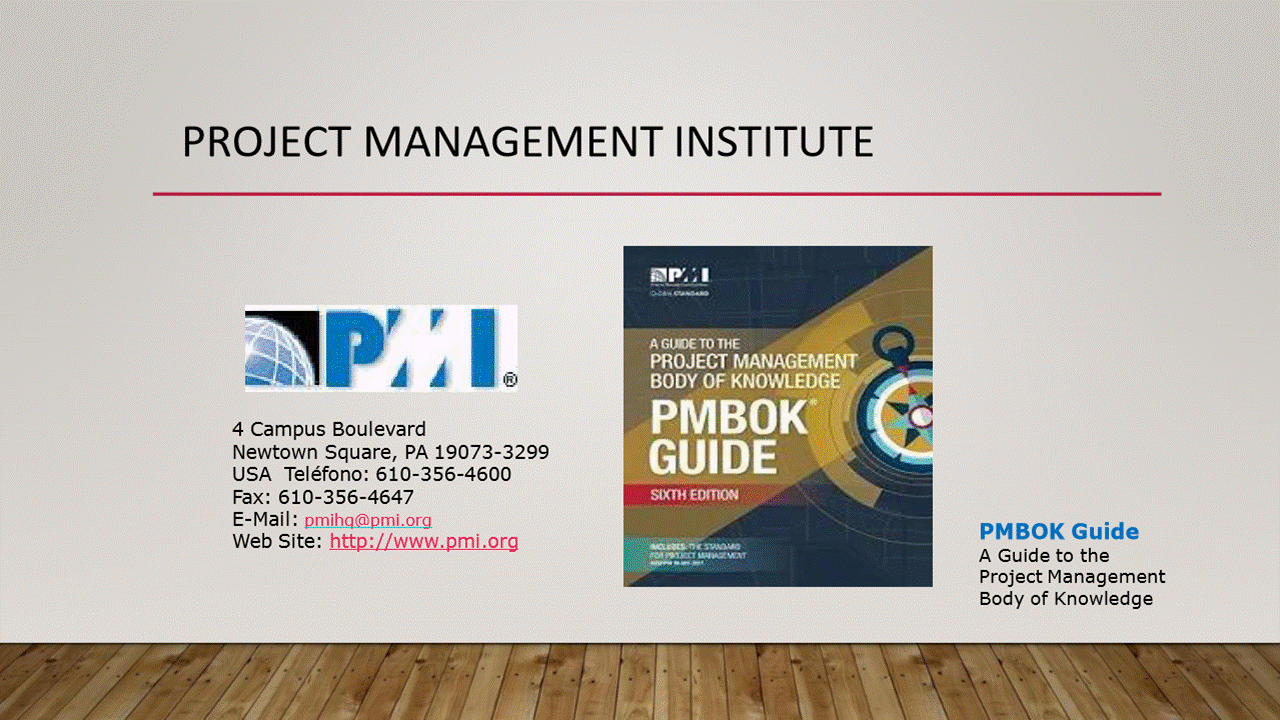 PROJECT MANAGEMENT INSTITUTE
PMI®
4 Campus Boulevard
Newtown Square, PA 19073-3299
USA  Teléfono: 610-356-4600
Fax: 610-356-4647
E-Mail: pmihq@pmi.org
Web Site: http://www.pmi.org
PMI
GLOBAL STANDARD
A GUIDE TO THE
PROJECT MANAGEMENT
BODY OF KNOWLEDGE
PMBOK®
GUIDE
SIXTH EDITION
INCLUDES: THE STANDARD
FOR PROJECT MANAGEMENT
PMBOK Guide
A Guide to the
Project Management
Body of Knowledge